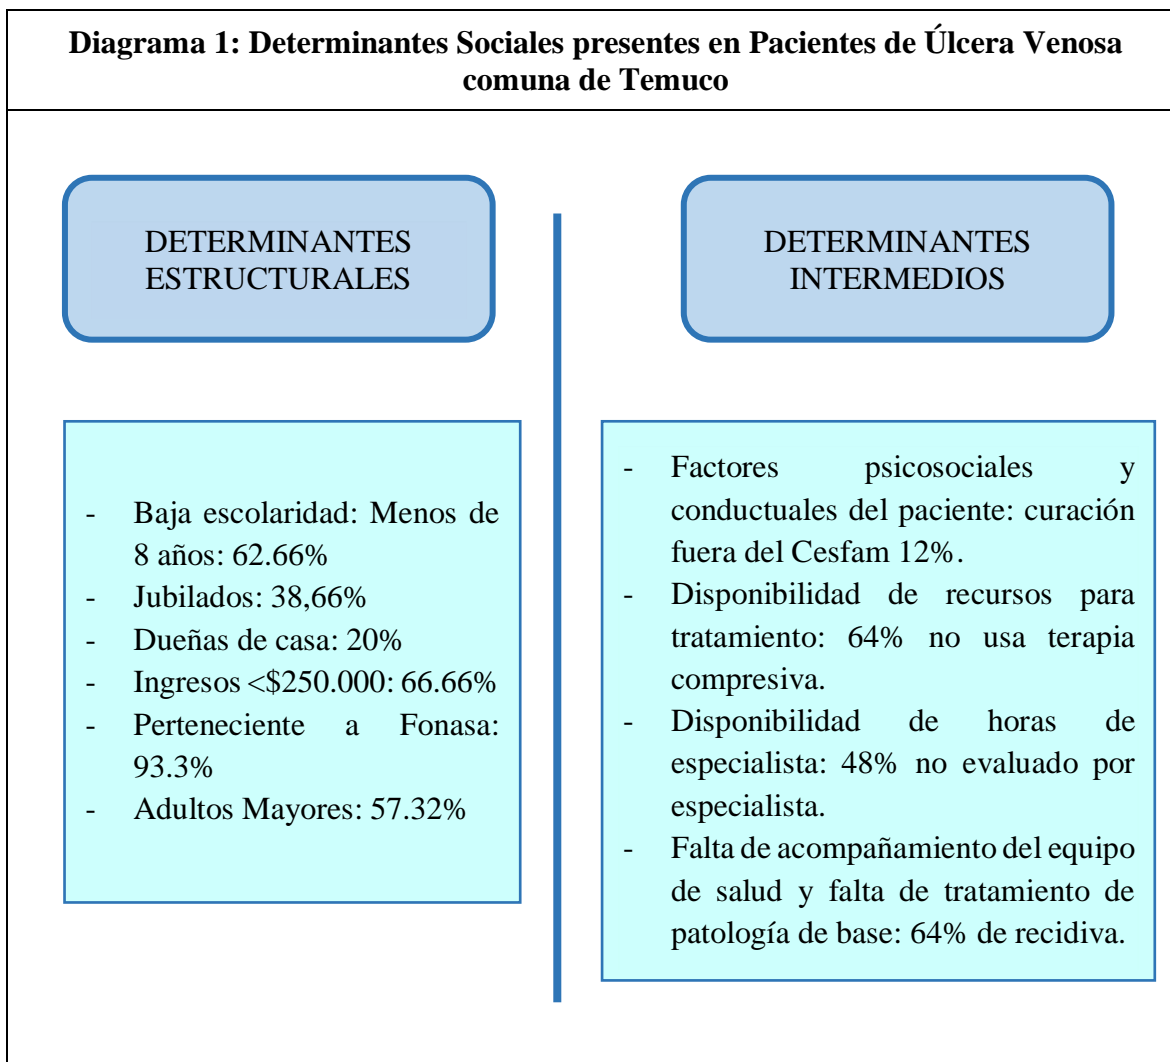 Diagrama 1: Determinantes Sociales presentes en Pacientes de Úlcera Venosa
comuna de Temuco
DETERMINANTES
ESTRUCTURALES
- Baja escolaridad: Menos de
8 años: 62.66%
- Jubilados: 38,66%
- Dueñas de casa: 20%
- Ingresos <$250.000: 66.66%
- Perteneciente a Fonasa:
93.3%
- Adultos Mayores: 57.32%
DETERMINANTES
INTERMEDIOS
- Factores psicosociales y
conductuales del paciente: curación
fuera del Cesfam 12%.
- Disponibilidad de recursos para
tratamiento: 64% no usa terapia
compresiva.
- Disponibilidad de horas de
especialista: 48% no evaluado por
especialista.
- Falta de acompañamiento del equipo
de salud y falta de tratamiento de
patología de base: 64% de recidiva.